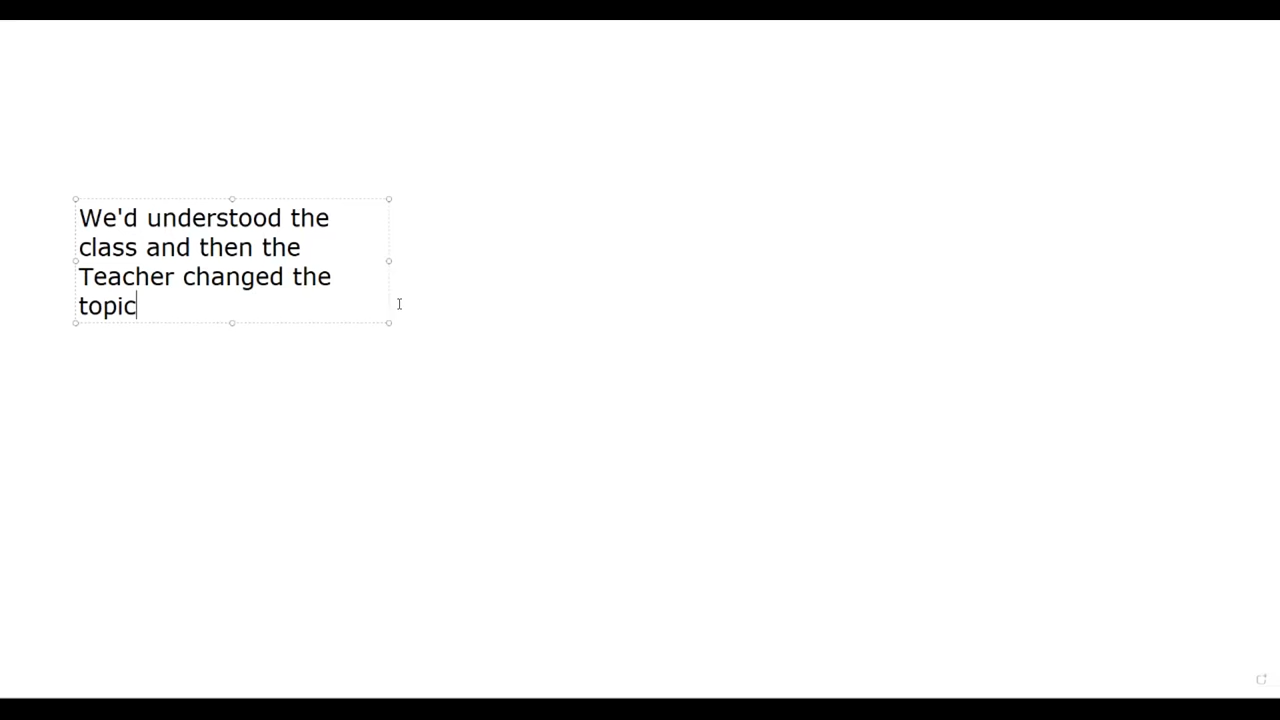 We'd understood the
class and then the
Teacher changed the
topic